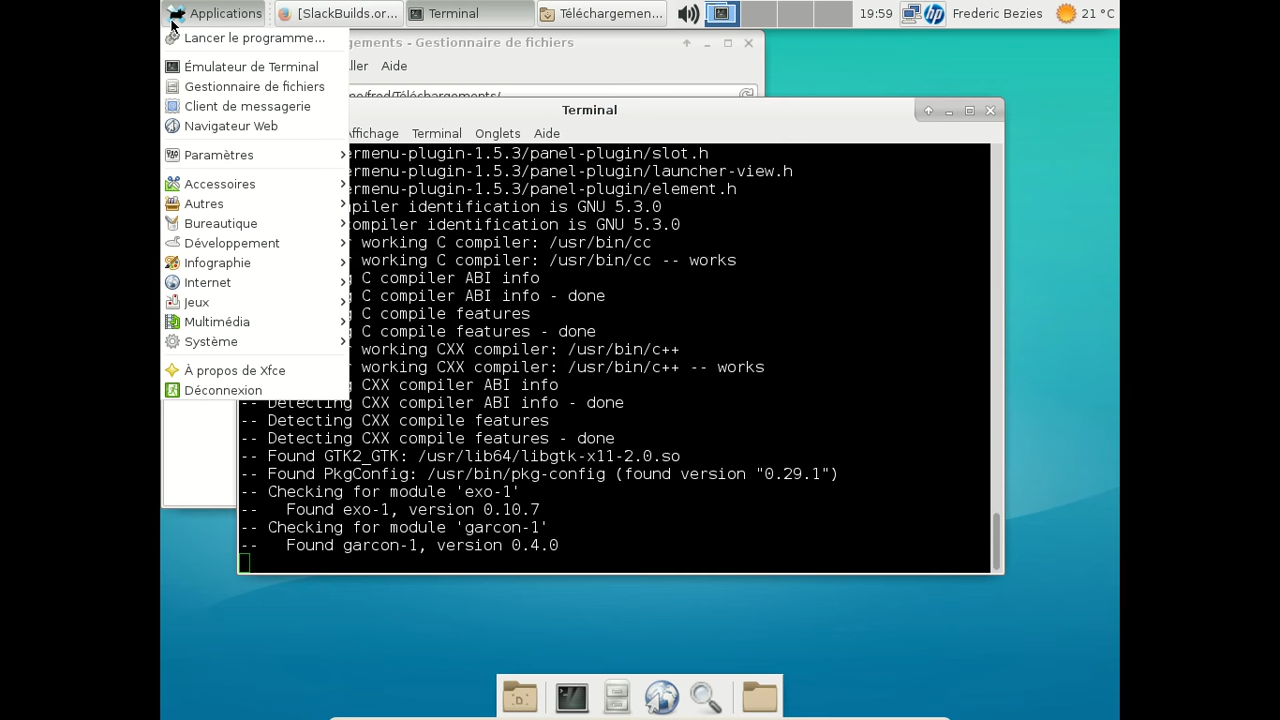 Applications
[SlackBuilds.or...
Terminal
Téléchargemen...
19:59
Frederic Bezies
21 °C
Lancer le programme...
Émulateur de Terminal
Gestionnaire de fichiers
Client de messagerie
Navigateur Web
Paramètres
Accessoires
Autres
Bureautique
Développement
Infographie
Internet
Jeux
Multimédia
Système
À propos de Xfce
Déconnexion
gements - Gestionnaire de fichiers
ller Aide
me/fred/Téléchargements/
Terminal
Affichage Terminal Onglets Aide
ermenu-plugin-1.5.3/panel-plugin/slot.h
ermenu-plugin-1.5.3/panel-plugin/launcher-view.h
ermenu-plugin-1.5.3/panel-plugin/element.h
piler identification is GNU 5.3.0
ompiler identification is GNU 5.3.0
working C compiler: /usr/bin/cc
working C compiler: /usr/bin/cc -- works
C compiler ABI info
C compiler ABI info - done
C compile features
C compile features - done
working CXX compiler: /usr/bin/c++
working CXX compiler: /usr/bin/c++ -- works
CXX compiler ABI info
-- Detecting CXX compiler ABI info - done
-- Detecting CXX compile features
-- Detecting CXX compile features - done
-- Found GTK2_GTK: /usr/lib64/libgtk-x11-2.0.so
-- Found PkgConfig: /usr/bin/pkg-config (found version "0.29.1")
-- Checking for module 'exo-1'
-- Found exo-1, version 0.10.7
-- Checking for module 'garcon-1'
-- Found garcon-1, version 0.4.0